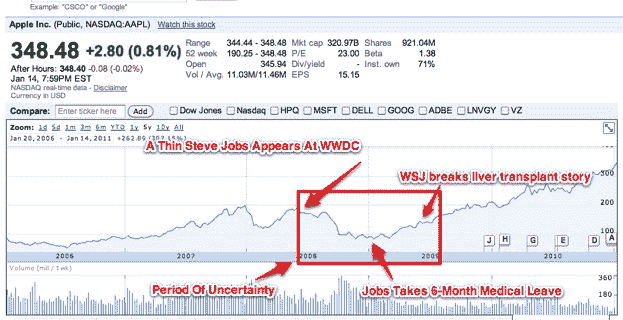 Example: "CSCO" or "Google"
Apple Inc. (Public, NASDAQ:AAPL) Watch this stock
348.48 +2.80 (0.81%)
After Hours: 348.40 -0.08 (-0.02%)
Jan 14, 7:59PM EST
NASDAQ real-time data - Disclaimer
Currency in USD
Range 344.44 - 348.48 Mkt cap 320.97B Shares 921.04M
52 week 190.25 - 348.48 P/E 23.00 Beta 1.38
Open 345.94 Div/yield - Inst. own 71%
Vol / Avg. 11.03M/11.46M EPS 15.15
Compare: Enter ticker here Add Dow Jones Nasdaq HPQ MSFT DELL GOOG ADBE LNVGY VZ
Zoom: 1d 5d 1m 3m 6m YTD 1y 5y 10y All
Jan 20, 2006 - Jan 14, 2011
A Thin Steve Jobs Appears At WWDC
WSJ breaks liver transplant story
300
200
100
J H G E D A
2006 2007 2008 2009 2010
Volume (mil / 1wk)
Period Of Uncertainty
Jobs Takes 6-Month Medical Leave
360
180